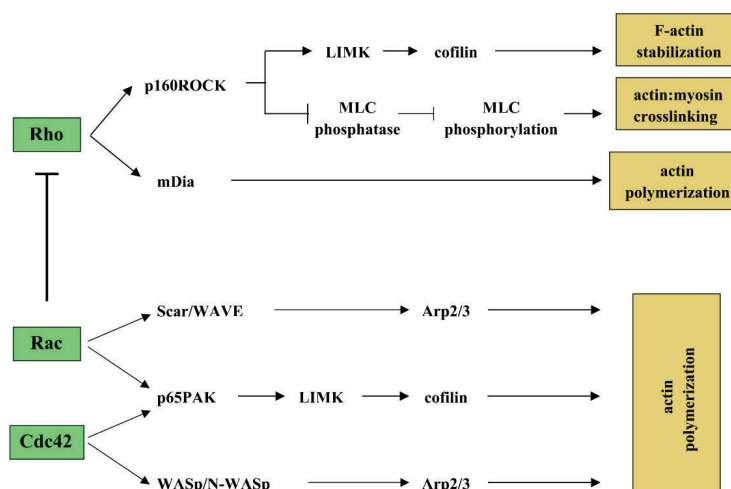 F-actin
stabilization
LIMK
cofilin
p160ROCK
actin:myosin
crosslinking
MLC
phosphatase
MLC
phosphorylation
Rho
mDia
actin
polymerization
Scar/WAVE
Arp2/3
Rac
p65PAK
LIMK
cofilin
actin
polymerization
Cdc42
WASp/N-WASp
Arp2/3